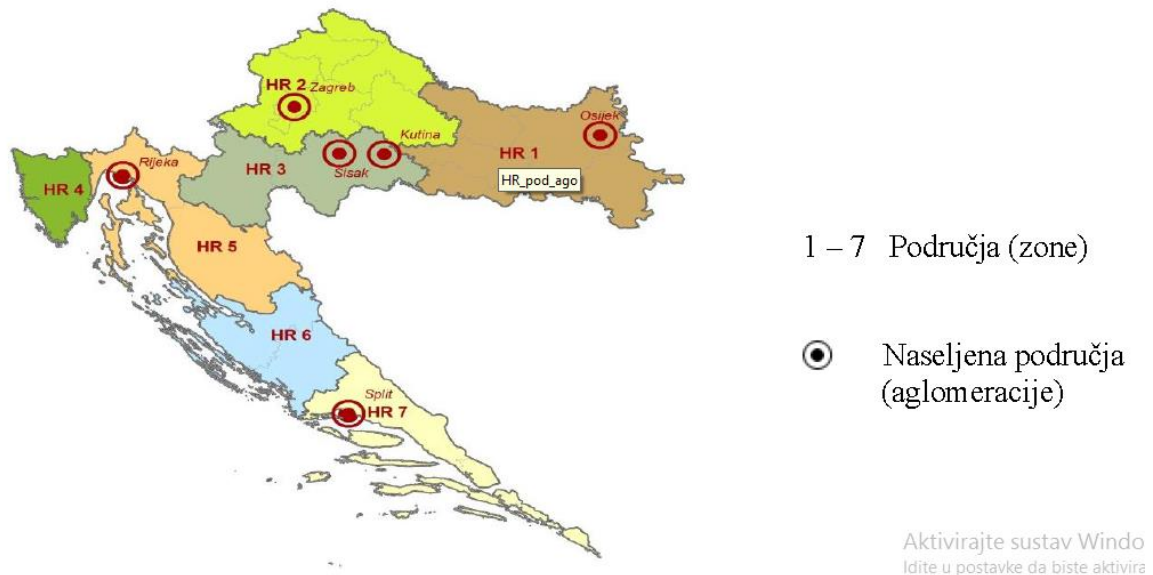 HR 2
Zagreb
Osijek
Kutina
HR 1
Rijeka
HR 3
Sisak
HR 4
HR_pod_ago
HR 5
1 – 7 Područja (zone)
HR 6
Naseljena područja
(aglomeracije)
Split
HR 7
Aktivirajte sustav Windo
Idite u postavke da biste aktivira